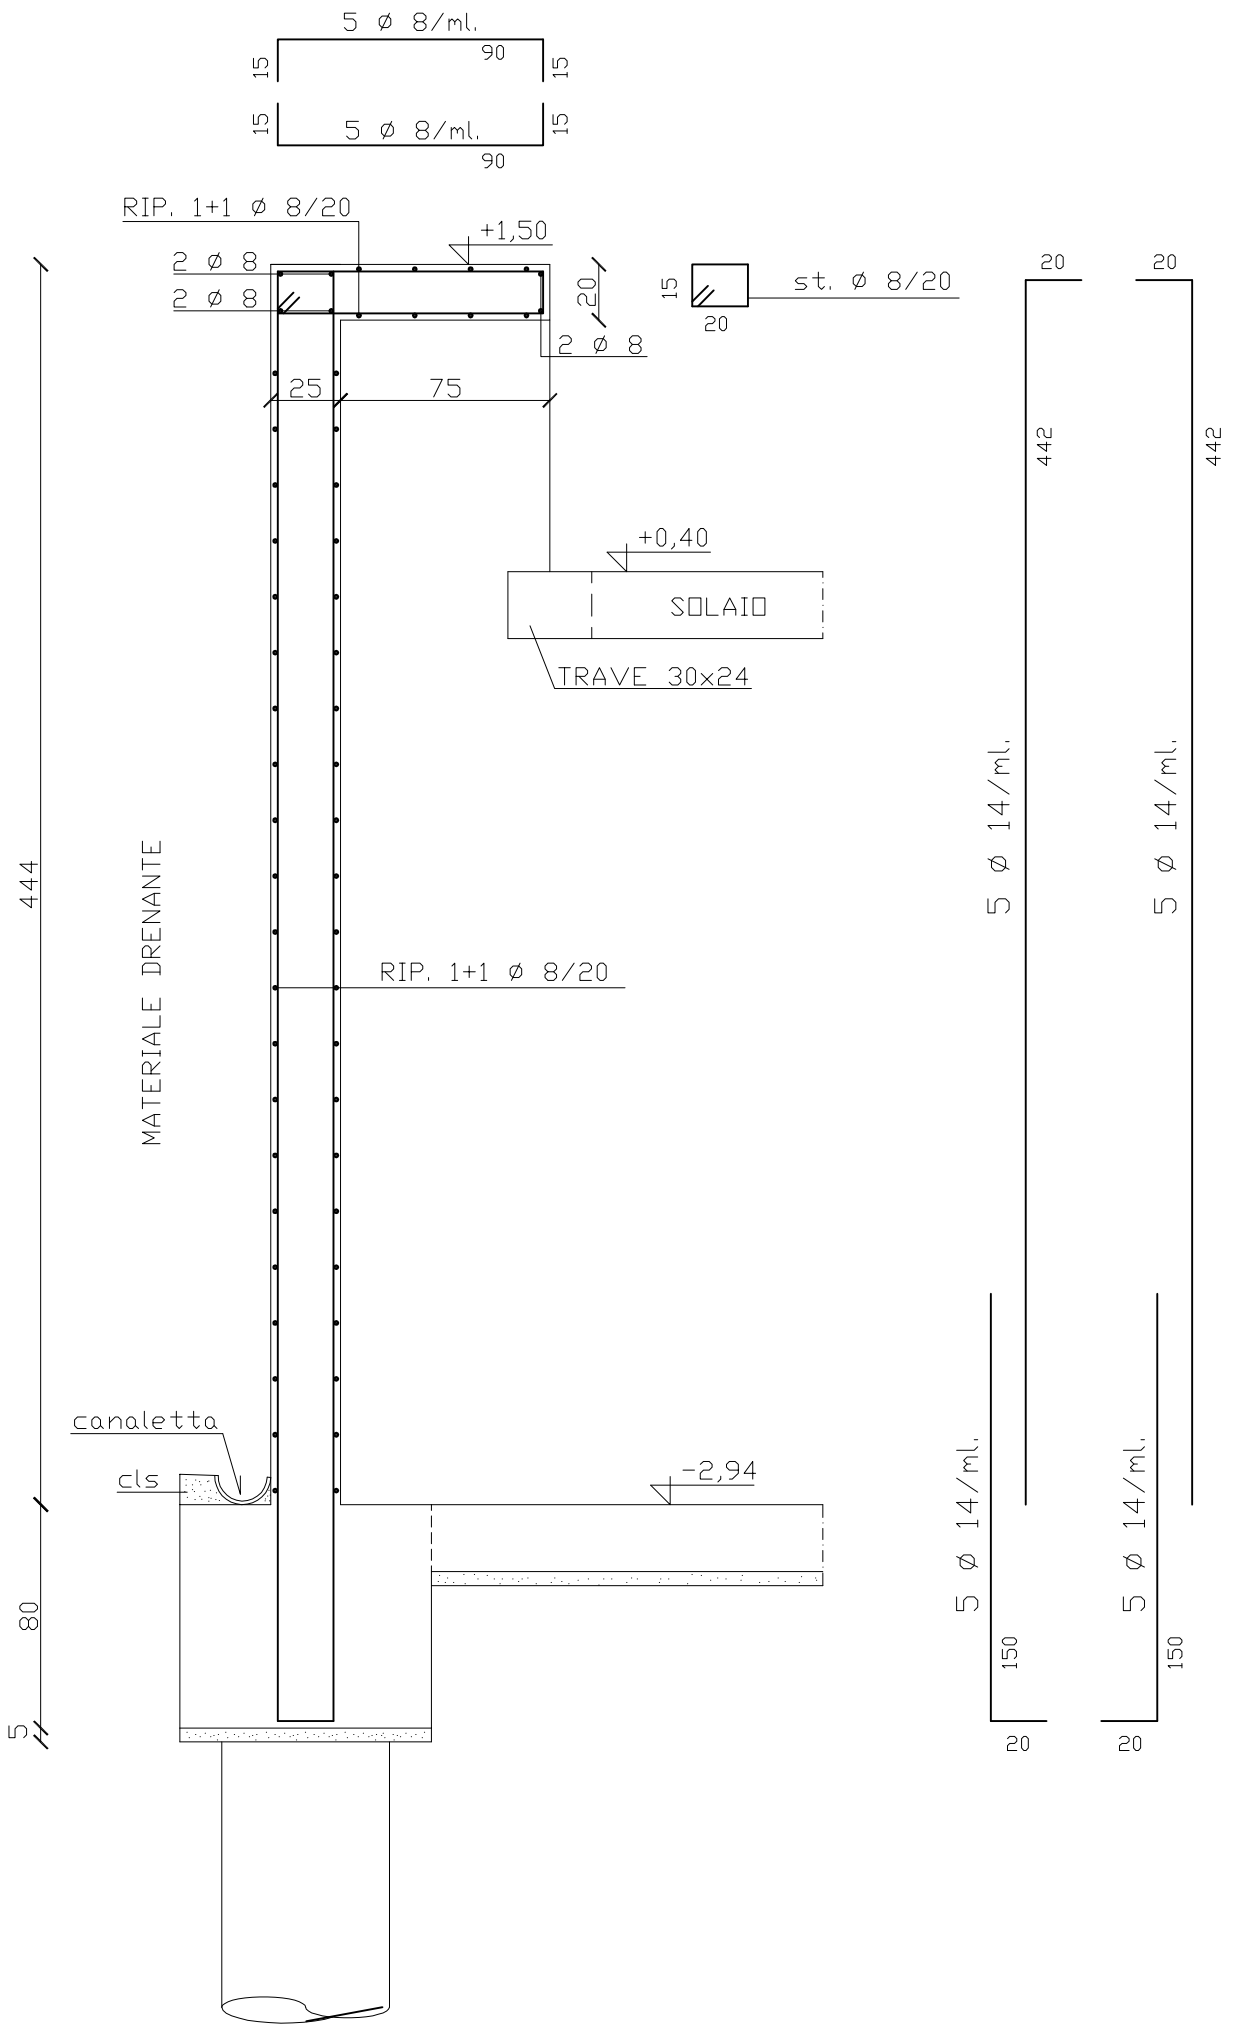 5 ø 8/ml.
90
15
15
15
5 ø 8/ml.
15
90
RIP. 1+1 ø 8/20
+1,50
2 ø 8
20
20
20
15
st. ø 8/20
2 ø 8
20
20
2 ø 8
25
75
442
442
+0,40
SOLAIO
TRAVE 30x24
5 ø 14/ml.
5 ø 14/ml.
444
MATERIALE DRENANTE
RIP. 1+1 ø 8/20
canaletta
cls
-2,94
5 ø 14/ml.
5 ø 14/ml.
80
150
150
5
20
20